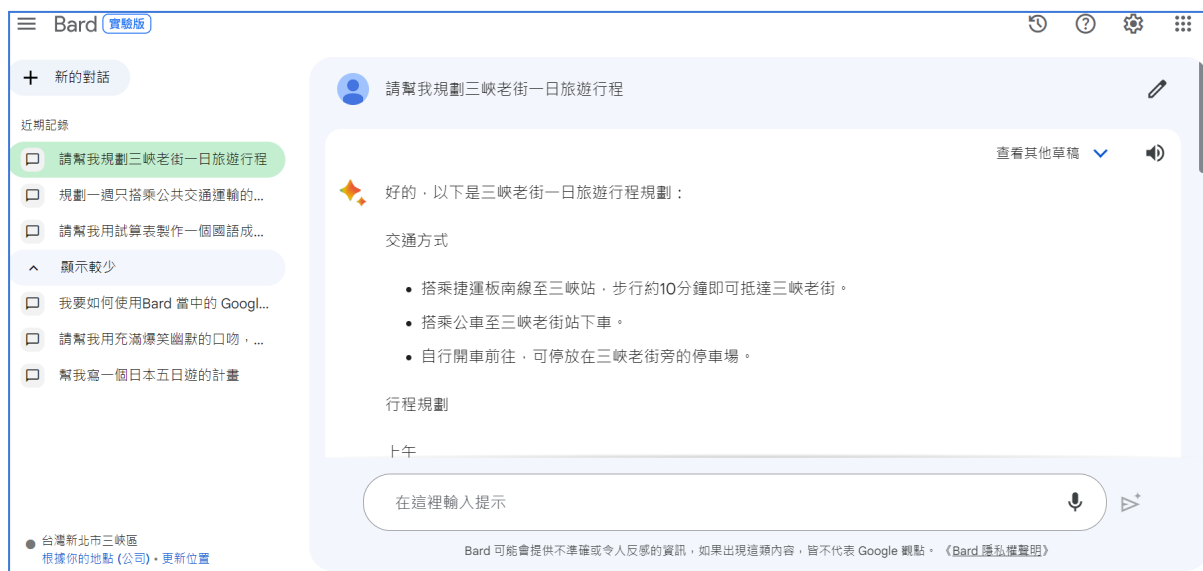 Bard 實驗版
新的對話
近期記錄
請幫我規劃三峽老街一日旅遊行程
規劃一週只搭乘公共交通運輸的...
請幫我用試算表製作一個國語成...
顯示較少
我要如何使用Bard 當中的 Googl...
請幫我用充滿爆笑幽默的口吻，...
幫我寫一個日本五日遊的計畫
台灣新北市三峽區
根據你的地點 (公司) • 更新位置
請幫我規劃三峽老街一日旅遊行程
查看其他草稿
好的，以下是三峽老街一日旅遊行程規劃：
交通方式
• 搭乘捷運板南線至三峽站，步行約10分鐘即可抵達三峽老街。
• 搭乘公車至三峽老街站下車。
• 自行開車前往，可停放在三峽老街旁的停車場。
行程規劃
上午
在這裡輸入提示
Bard 可能會提供不準確或令人反感的資訊，如果出現這類內容，皆不代表 Google 觀點。 《Bard 隱私權聲明》